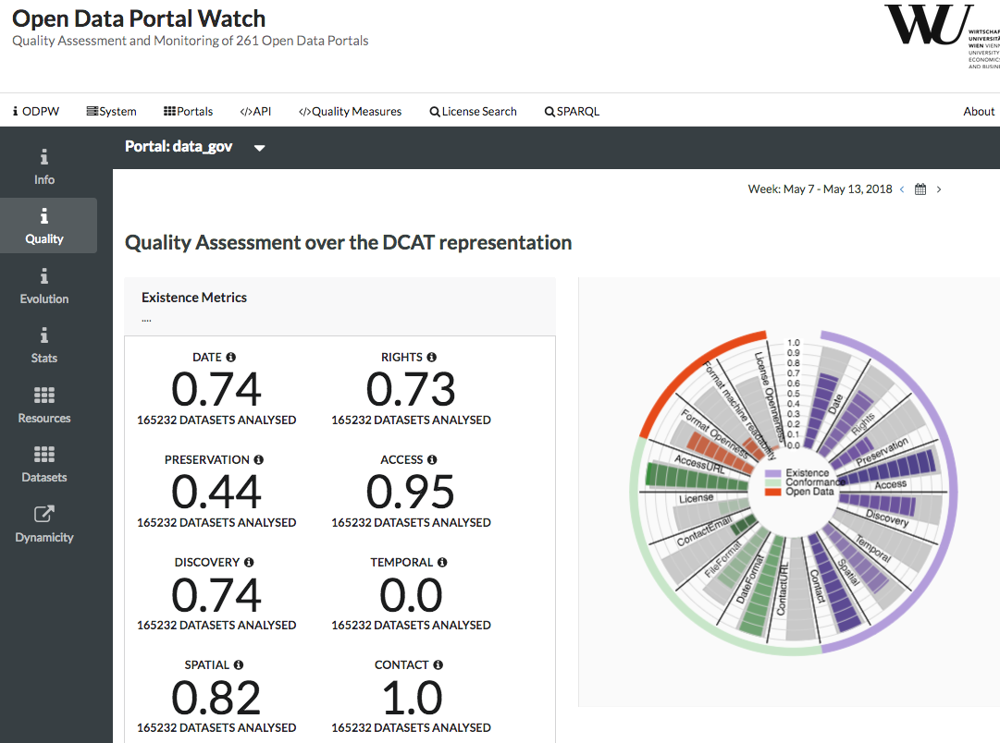 Open Data Portal Watch
Quality Assessment and Monitoring of 261 Open Data Portals
WU
WIRTSCHAF
UNIVERSITÄ
WIEN VIENN
UNIVERSITY
ECONOMICS
AND BUSIN
ODPW
System
Portals
</>API
</>Quality Measures
License Search
SPARQL
About
Portal: data_gov
Info
Quality
Evolution
Stats
Resources
Datasets
Dynamicity
Week: May 7 - May 13, 2018
Quality Assessment over the DCAT representation
Existence Metrics
....
DATE
0.74
165232 DATASETS ANALYSED
RIGHTS
0.73
165232 DATASETS ANALYSED
PRESERVATION
0.44
165232 DATASETS ANALYSED
ACCESS
0.95
165232 DATASETS ANALYSED
DISCOVERY
0.74
165232 DATASETS ANALYSED
TEMPORAL
0.0
165232 DATASETS ANALYSED
SPATIAL
0.82
165232 DATASETS ANALYSED
CONTACT
1.0
165232 DATASETS ANALYSED
1.0
0.9
0.8
0.7
0.6
0.5
0.4
0.3
0.2
0.1
0.0
Date
Rights
Preservation
Access
Discovery
Temporal
Spatial
Contact
ContactURL
DateFormat
FileFormat
ContactEmail
License
AccessURL
Format Openness
Format machine readability
License Openneness
Existence
Conformance
Open Data